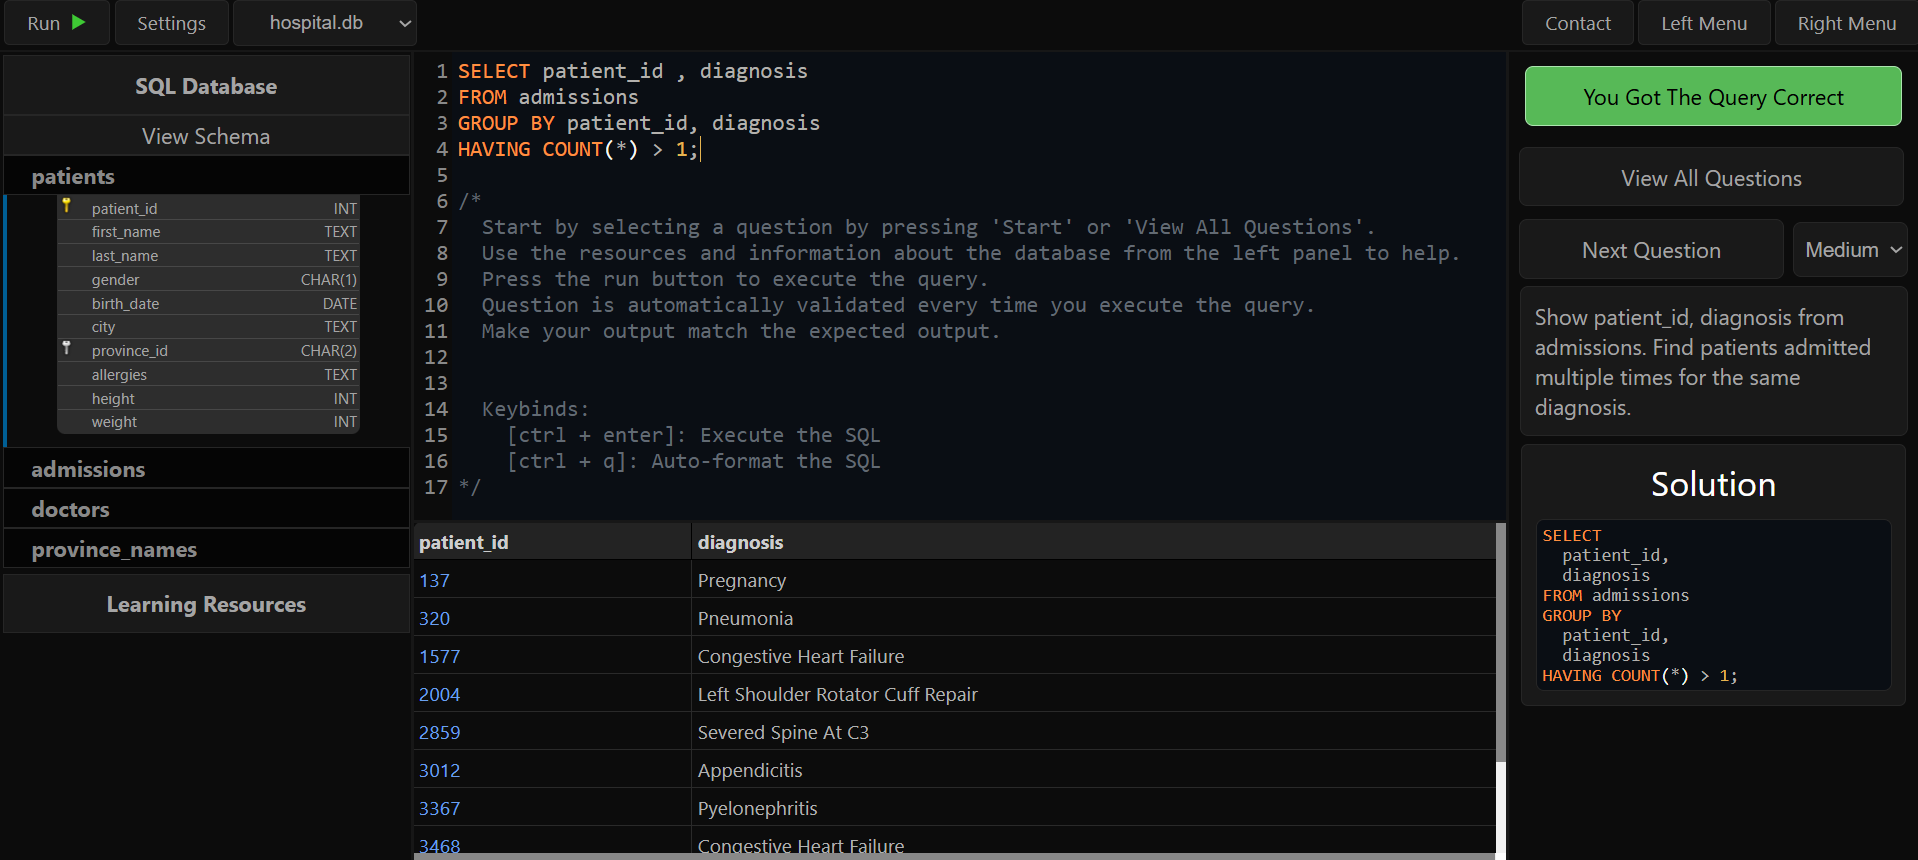 Run
Settings
hospital.db
Contact
Left Menu
Right Menu
SQL Database
View Schema
patients
patient_id INT
first_name TEXT
last_name TEXT
gender CHAR(1)
birth_date DATE
city TEXT
province_id CHAR(2)
allergies TEXT
height INT
weight INT
admissions
doctors
province_names
Learning Resources
1 SELECT patient_id , diagnosis
2 FROM admissions
3 GROUP BY patient_id, diagnosis
4 HAVING COUNT(*) > 1;
5
6 /*
7 Start by selecting a question by pressing 'Start' or 'View All Questions'.
8 Use the resources and information about the database from the left panel to help.
9 Press the run button to execute the query.
10 Question is automatically validated every time you execute the query.
11 Make your output match the expected output.
12
13
14 Keybinds:
15 [ctrl + enter]: Execute the SQL
16 [ctrl + q]: Auto-format the SQL
17 */
patient_id diagnosis
137 Pregnancy
320 Pneumonia
1577 Congestive Heart Failure
2004 Left Shoulder Rotator Cuff Repair
2859 Severed Spine At C3
3012 Appendicitis
3367 Pyelonephritis
3468 Congestive Heart Failure
You Got The Query Correct
View All Questions
Next Question
Medium
Show patient_id, diagnosis from
admissions. Find patients admitted
multiple times for the same
diagnosis.
Solution
SELECT
patient_id,
diagnosis
FROM admissions
GROUP BY
patient_id,
diagnosis
HAVING COUNT(*) > 1;